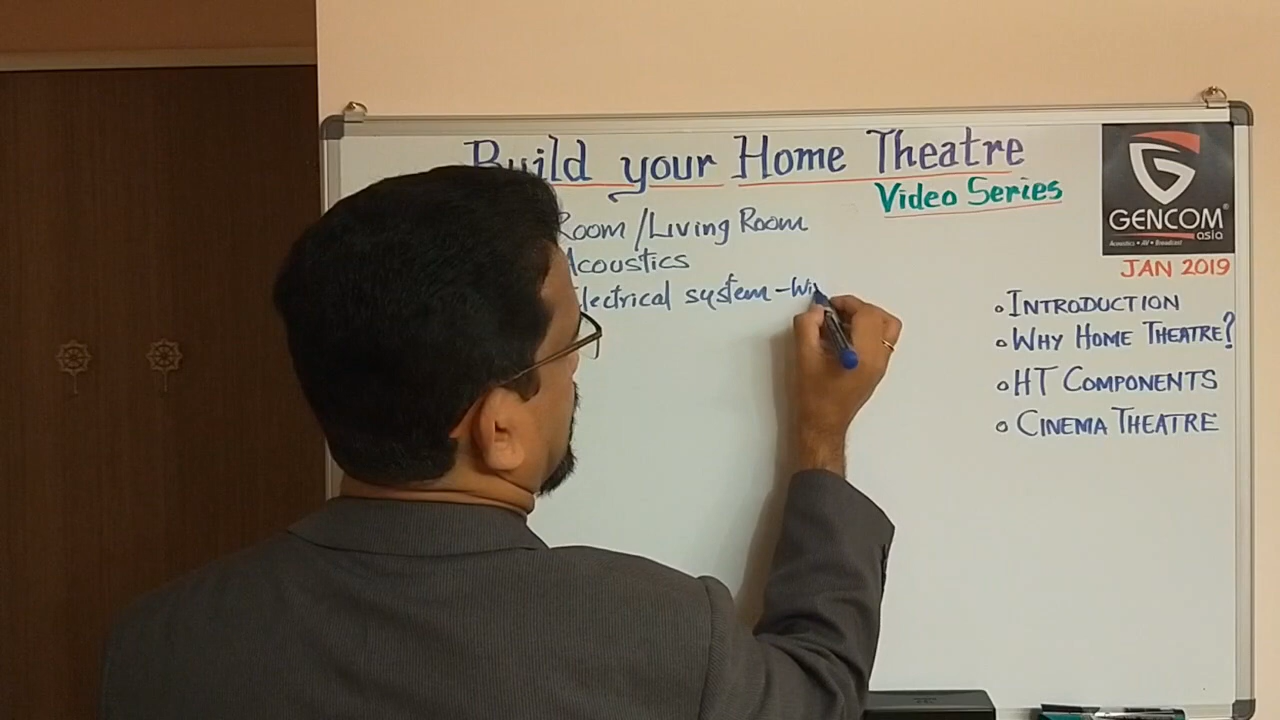 Build your Home Theatre
Video Series
Room / Living Room
Acoustics
Electrical system - Wi
GENCOM®
asia
Acoustics • AV • Broadcast
JAN 2019
• INTRODUCTION
• WHY HOME THEATRE?
• HT COMPONENTS
• CINEMA THEATRE